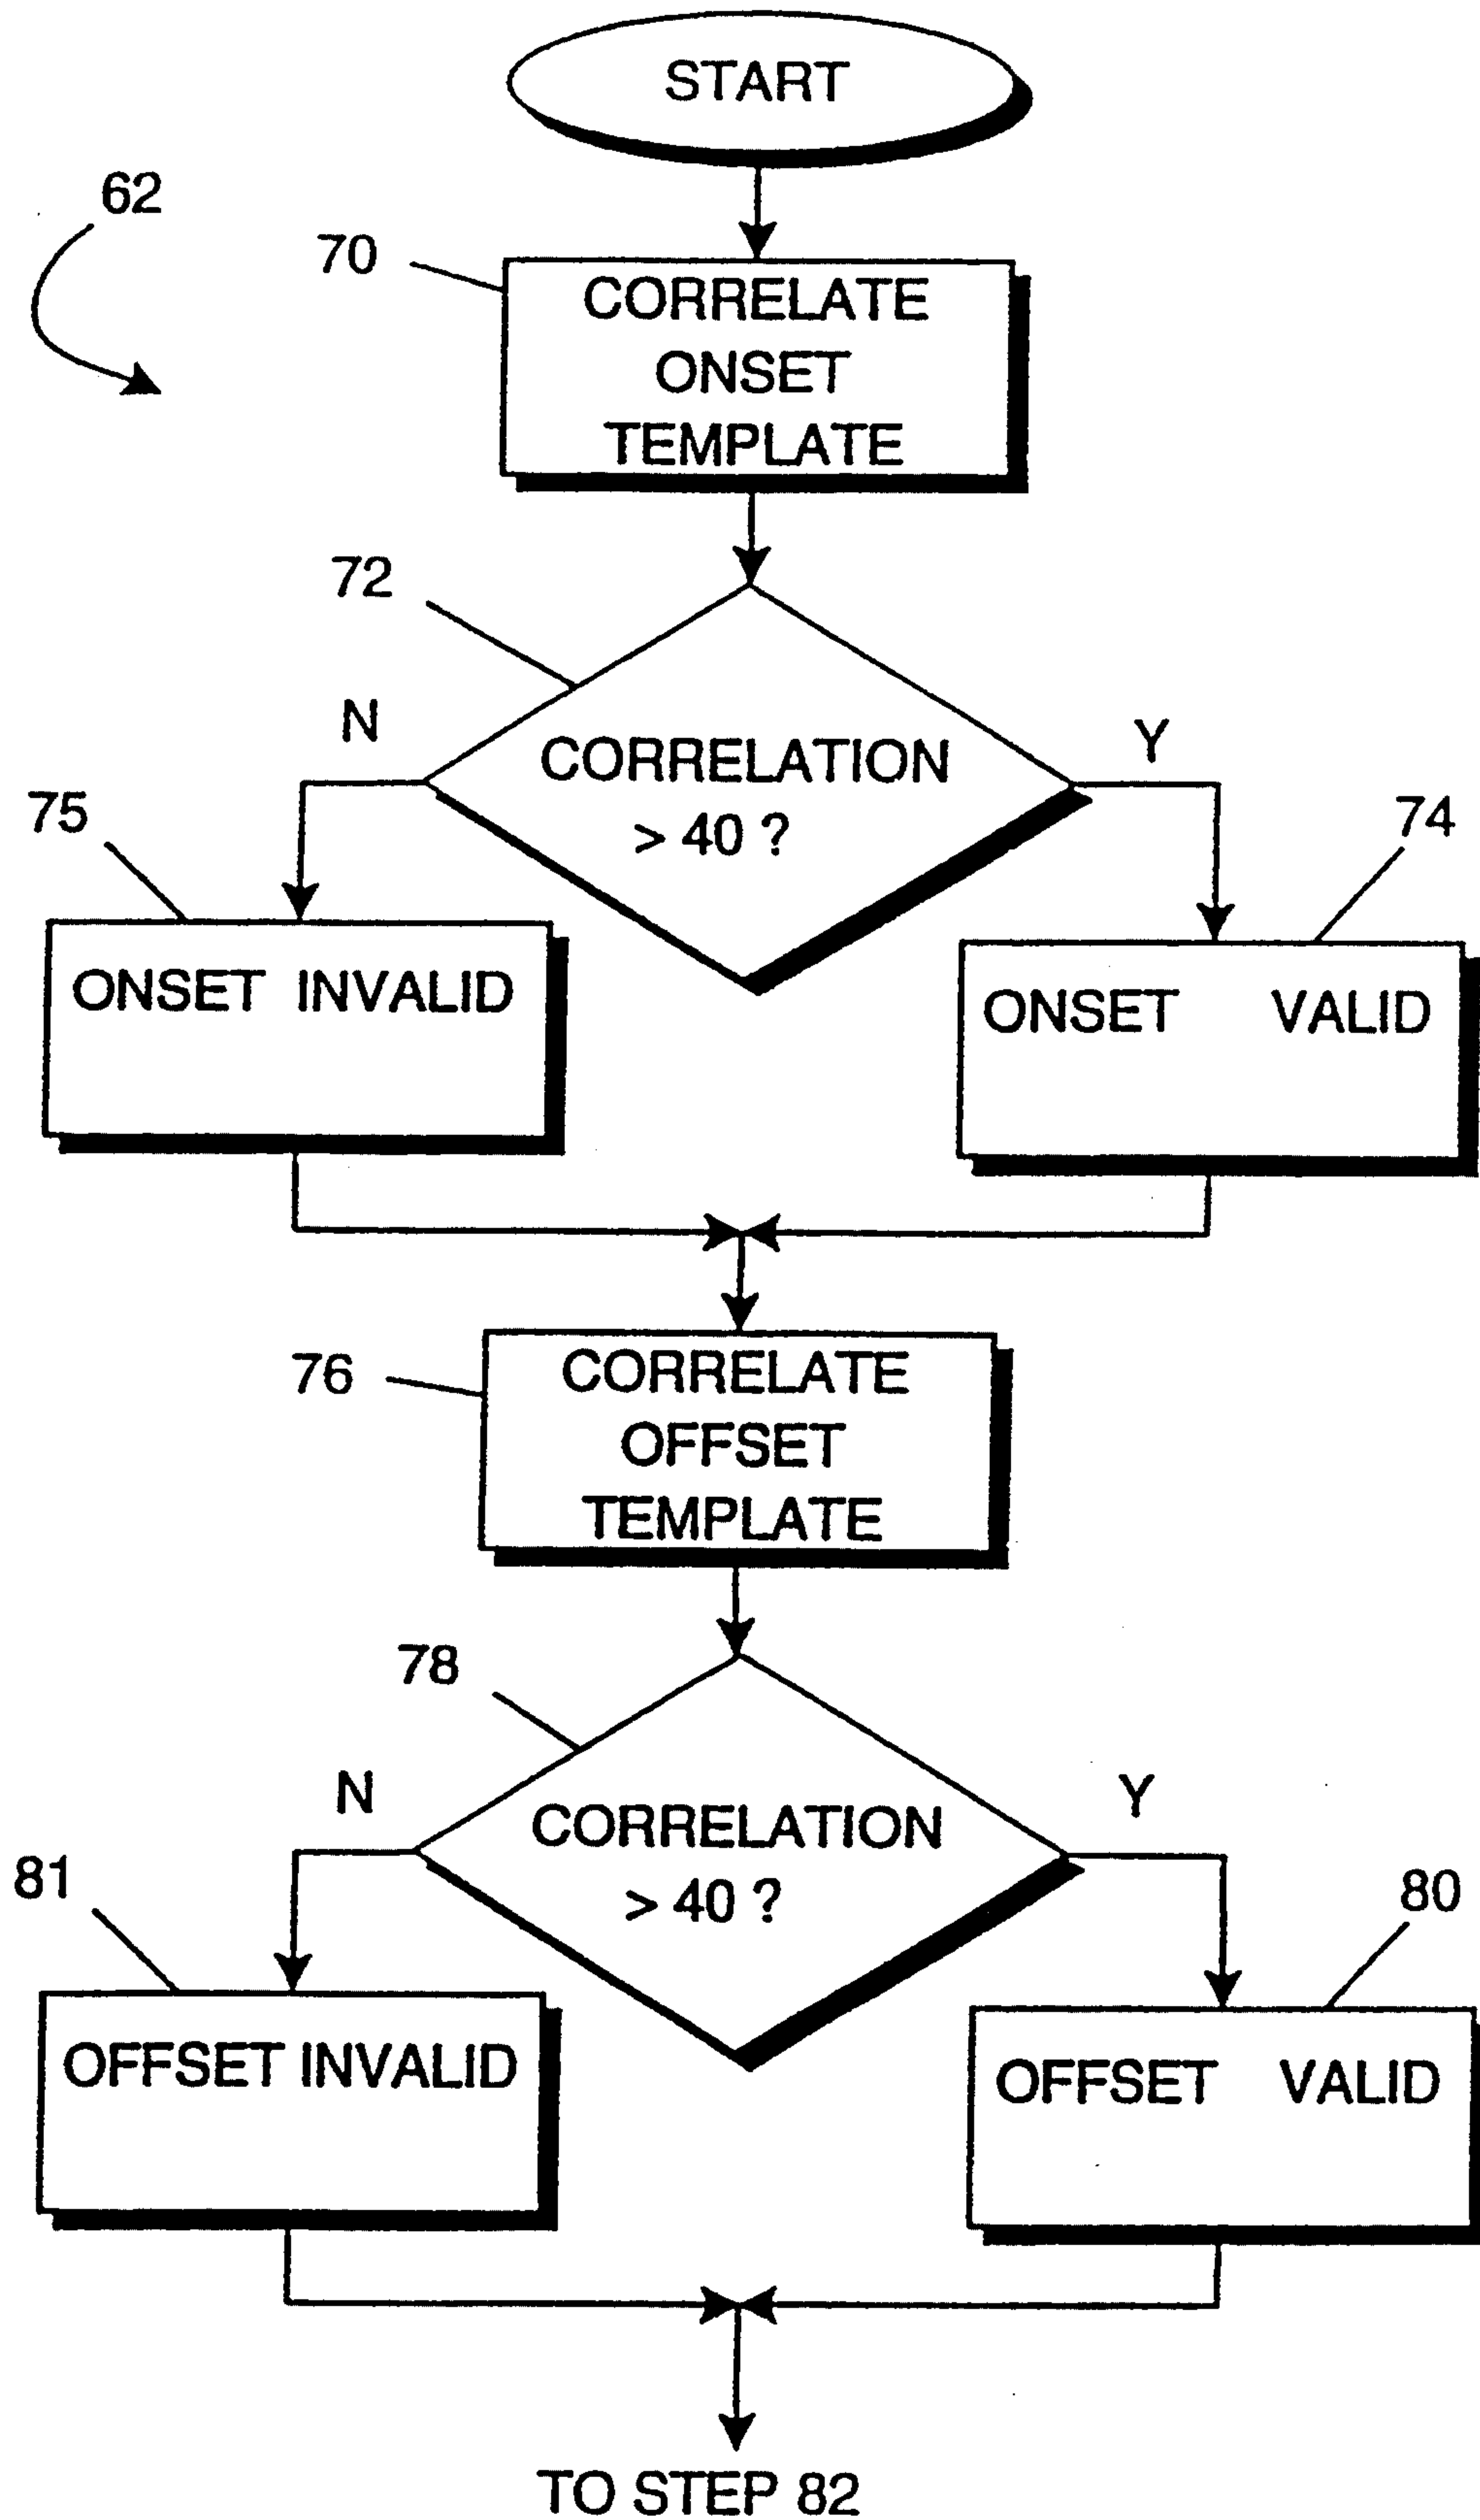 START
62
70
CORRELATE
ONSET
TEMPLATE
72
N
CORRELATION
> 40 ?
Y
75
74
ONSET INVALID
ONSET VALID
76
CORRELATE
OFFSET
TEMPLATE
78
N
CORRELATION
> 40 ?
Y
81
80
OFFSET INVALID
OFFSET VALID
TO STEP 82